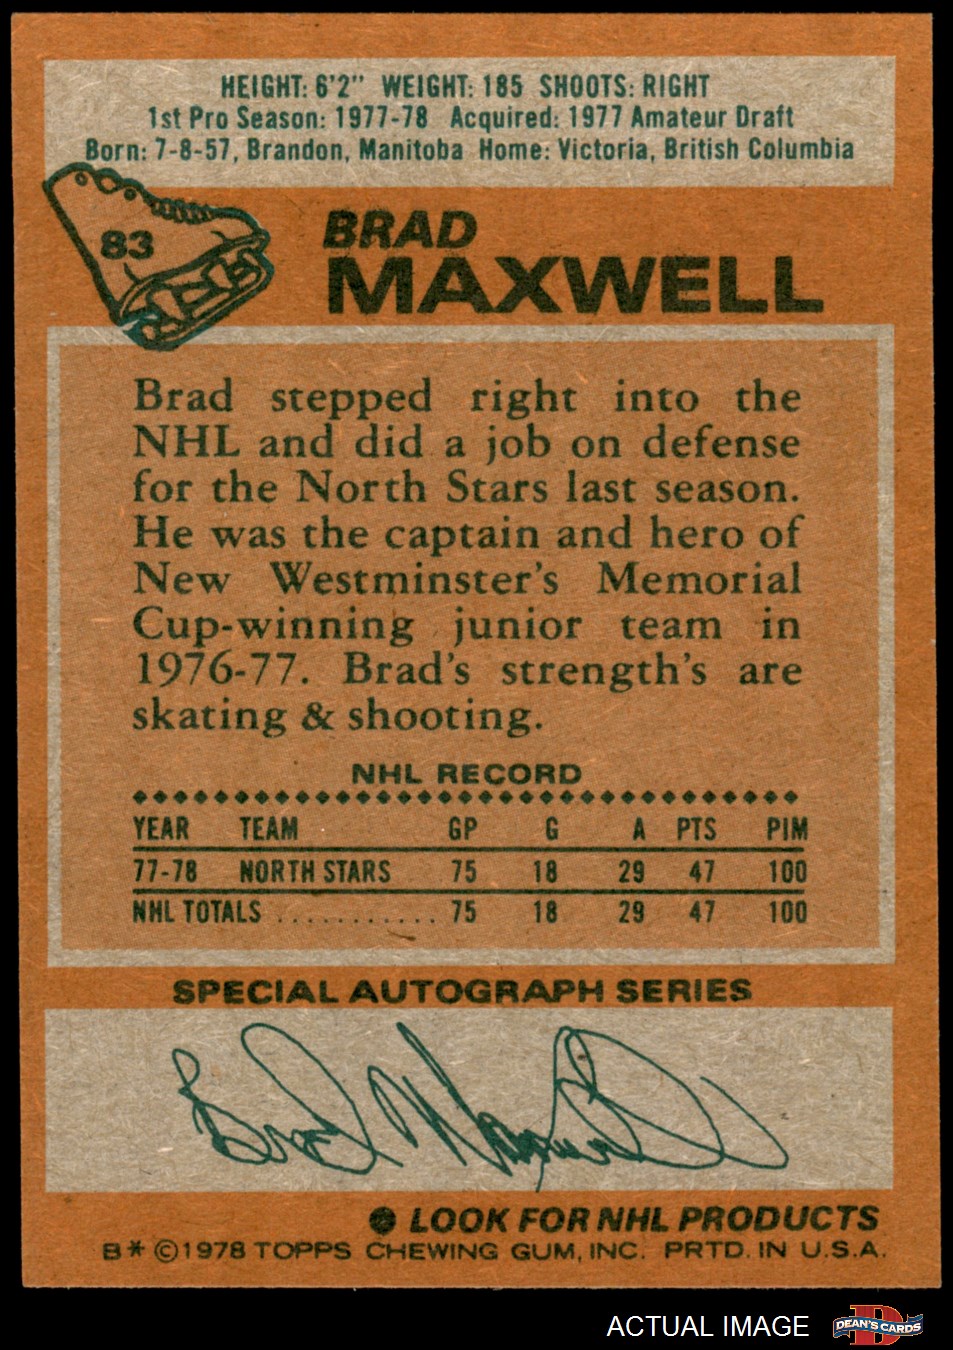 HEIGHT: 6'2" WEIGHT: 185 SHOOTS: RIGHT
1st Pro Season: 1977-78 Acquired: 1977 Amateur Draft
Born: 7-8-57, Brandon, Manitoba Home: Victoria, British Columbia
83
BRAD
MAXWELL
Brad stepped right into the
NHL and did a job on defense
for the North Stars last season.
He was the captain and hero of
New Westminster's Memorial
Cup-winning junior team in
1976-77. Brad's strength's are
skating & shooting.
NHL RECORD
YEAR TEAM GP G A PTS PIM
77-78 NORTH STARS 75 18 29 47 100
NHL TOTALS ........... 75 18 29 47 100
SPECIAL AUTOGRAPH SERIES
Brad Maxwell
LOOK FOR NHL PRODUCTS
B* ©1978 TOPPS CHEWING GUM, INC. PRTD. IN U.S.A.
ACTUAL IMAGE
D
DEAN'S CARDS